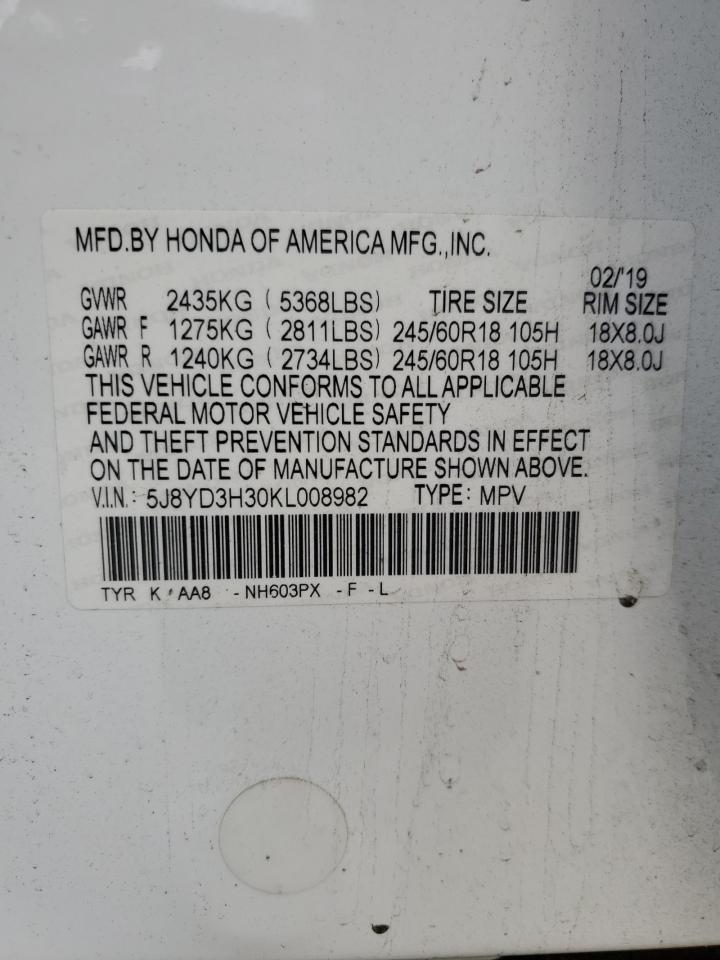 MFD.BY HONDA OF AMERICA MFG.,INC.
02/'19
GVWR 2435KG ( 5368LBS) TIRE SIZE RIM SIZE
GAWR F 1275KG ( 2811LBS) 245/60R18 105H 18X8.0J
GAWR R 1240KG ( 2734LBS) 245/60R18 105H 18X8.0J
THIS VEHICLE CONFORMS TO ALL APPLICABLE
FEDERAL MOTOR VEHICLE SAFETY
AND THEFT PREVENTION STANDARDS IN EFFECT
ON THE DATE OF MANUFACTURE SHOWN ABOVE.
V.I.N.: 5J8YD3H30KL008982 TYPE: MPV
TYR K AA8 - NH603PX - F - L